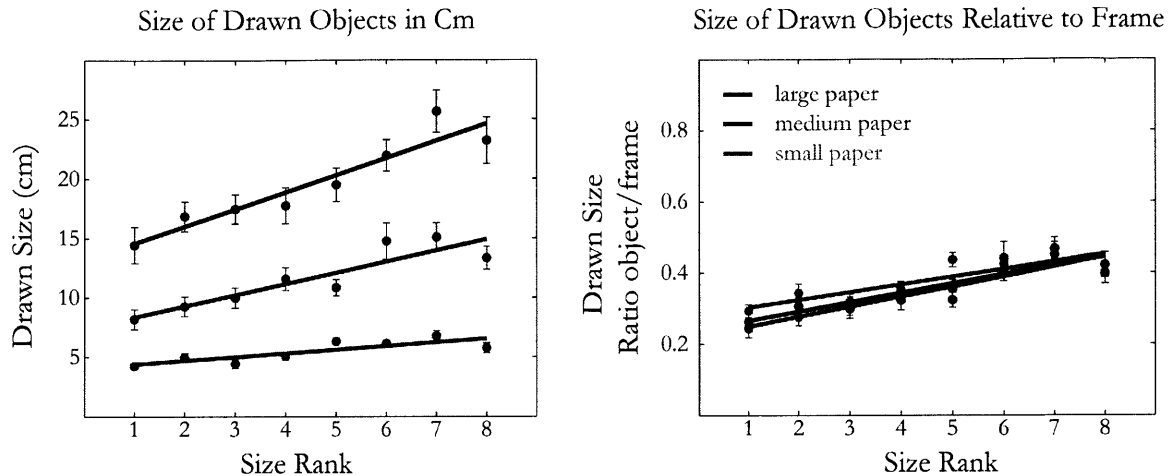 Size of Drawn Objects in Cm
Drawn Size (cm)
25
20
15
10
5
1 2 3 4 5 6 7 8
Size Rank
Size of Drawn Objects Relative to Frame
Drawn Size
Ratio object/frame
large paper
medium paper
small paper
0.8
0.6
0.4
0.2
1 2 3 4 5 6 7 8
Size Rank